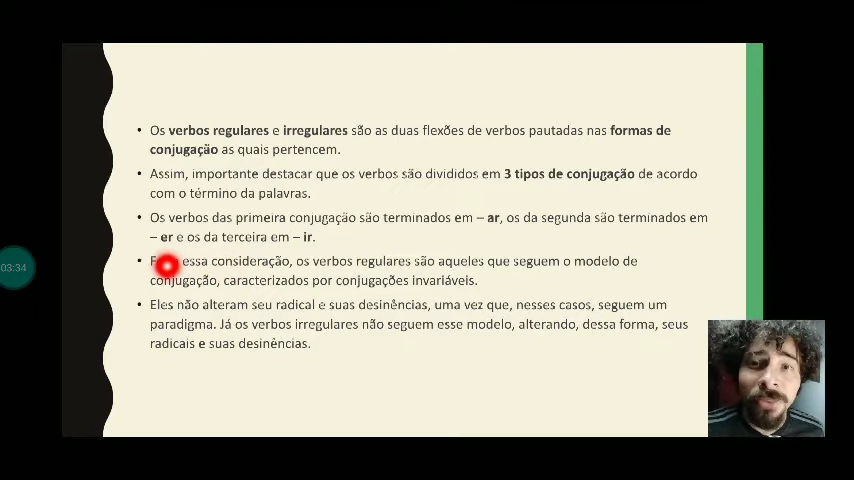 • Os verbos regulares e irregulares são as duas flexões de verbos pautadas nas formas de
conjugação as quais pertencem.
• Assim, importante destacar que os verbos são divididos em 3 tipos de conjugação de acordo
com o término da palavras.
• Os verbos das primeira conjugação são terminados em – ar, os da segunda são terminados em
– er e os da terceira em – ir.
• essa consideração, os verbos regulares são aqueles que seguem o modelo de
conjugação, caracterizados por conjugações invariáveis.
• Eles não alteram seu radical e suas desinências, uma vez que, nesses casos, seguem um
paradigma. Já os verbos irregulares não seguem esse modelo, alterando, dessa forma, seus
radicais e suas desinências.
03:34